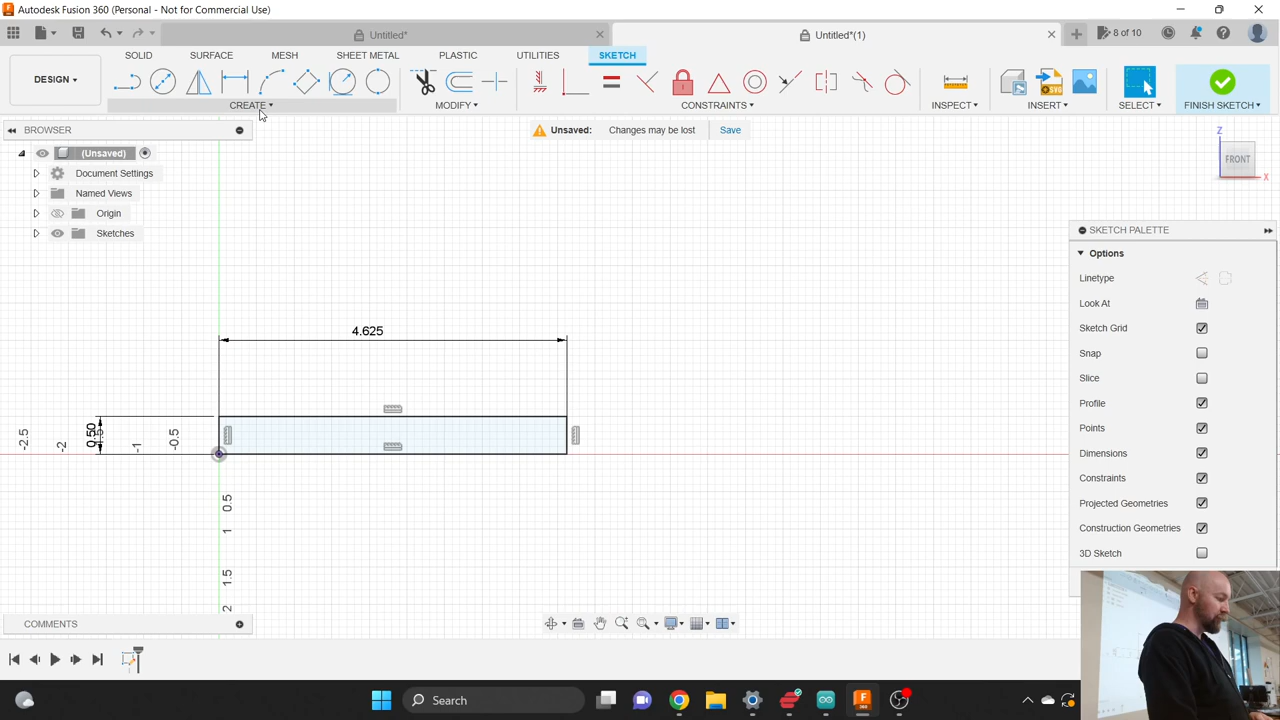 Autodesk Fusion 360 (Personal - Not for Commercial Use)
Untitled*
Untitled*(1)
8 of 10
DESIGN
SOLID
SURFACE
MESH
SHEET METAL
PLASTIC
UTILITIES
SKETCH
CREATE
MODIFY
CONSTRAINTS
INSPECT
INSERT
SVG
SELECT
FINISH SKETCH
BROWSER
Unsaved:
Changes may be lost
Save
(Unsaved)
Document Settings
Named Views
Origin
Sketches
Z
FRONT
X
SKETCH PALETTE
Options
Linetype
Look At
Sketch Grid
Snap
Slice
Profile
Points
Dimensions
Constraints
Projected Geometries
Construction Geometries
3D Sketch
4.625
0.50
-2.5
-2
-1
-0.5
0.5
1
1.5
2
COMMENTS
Search